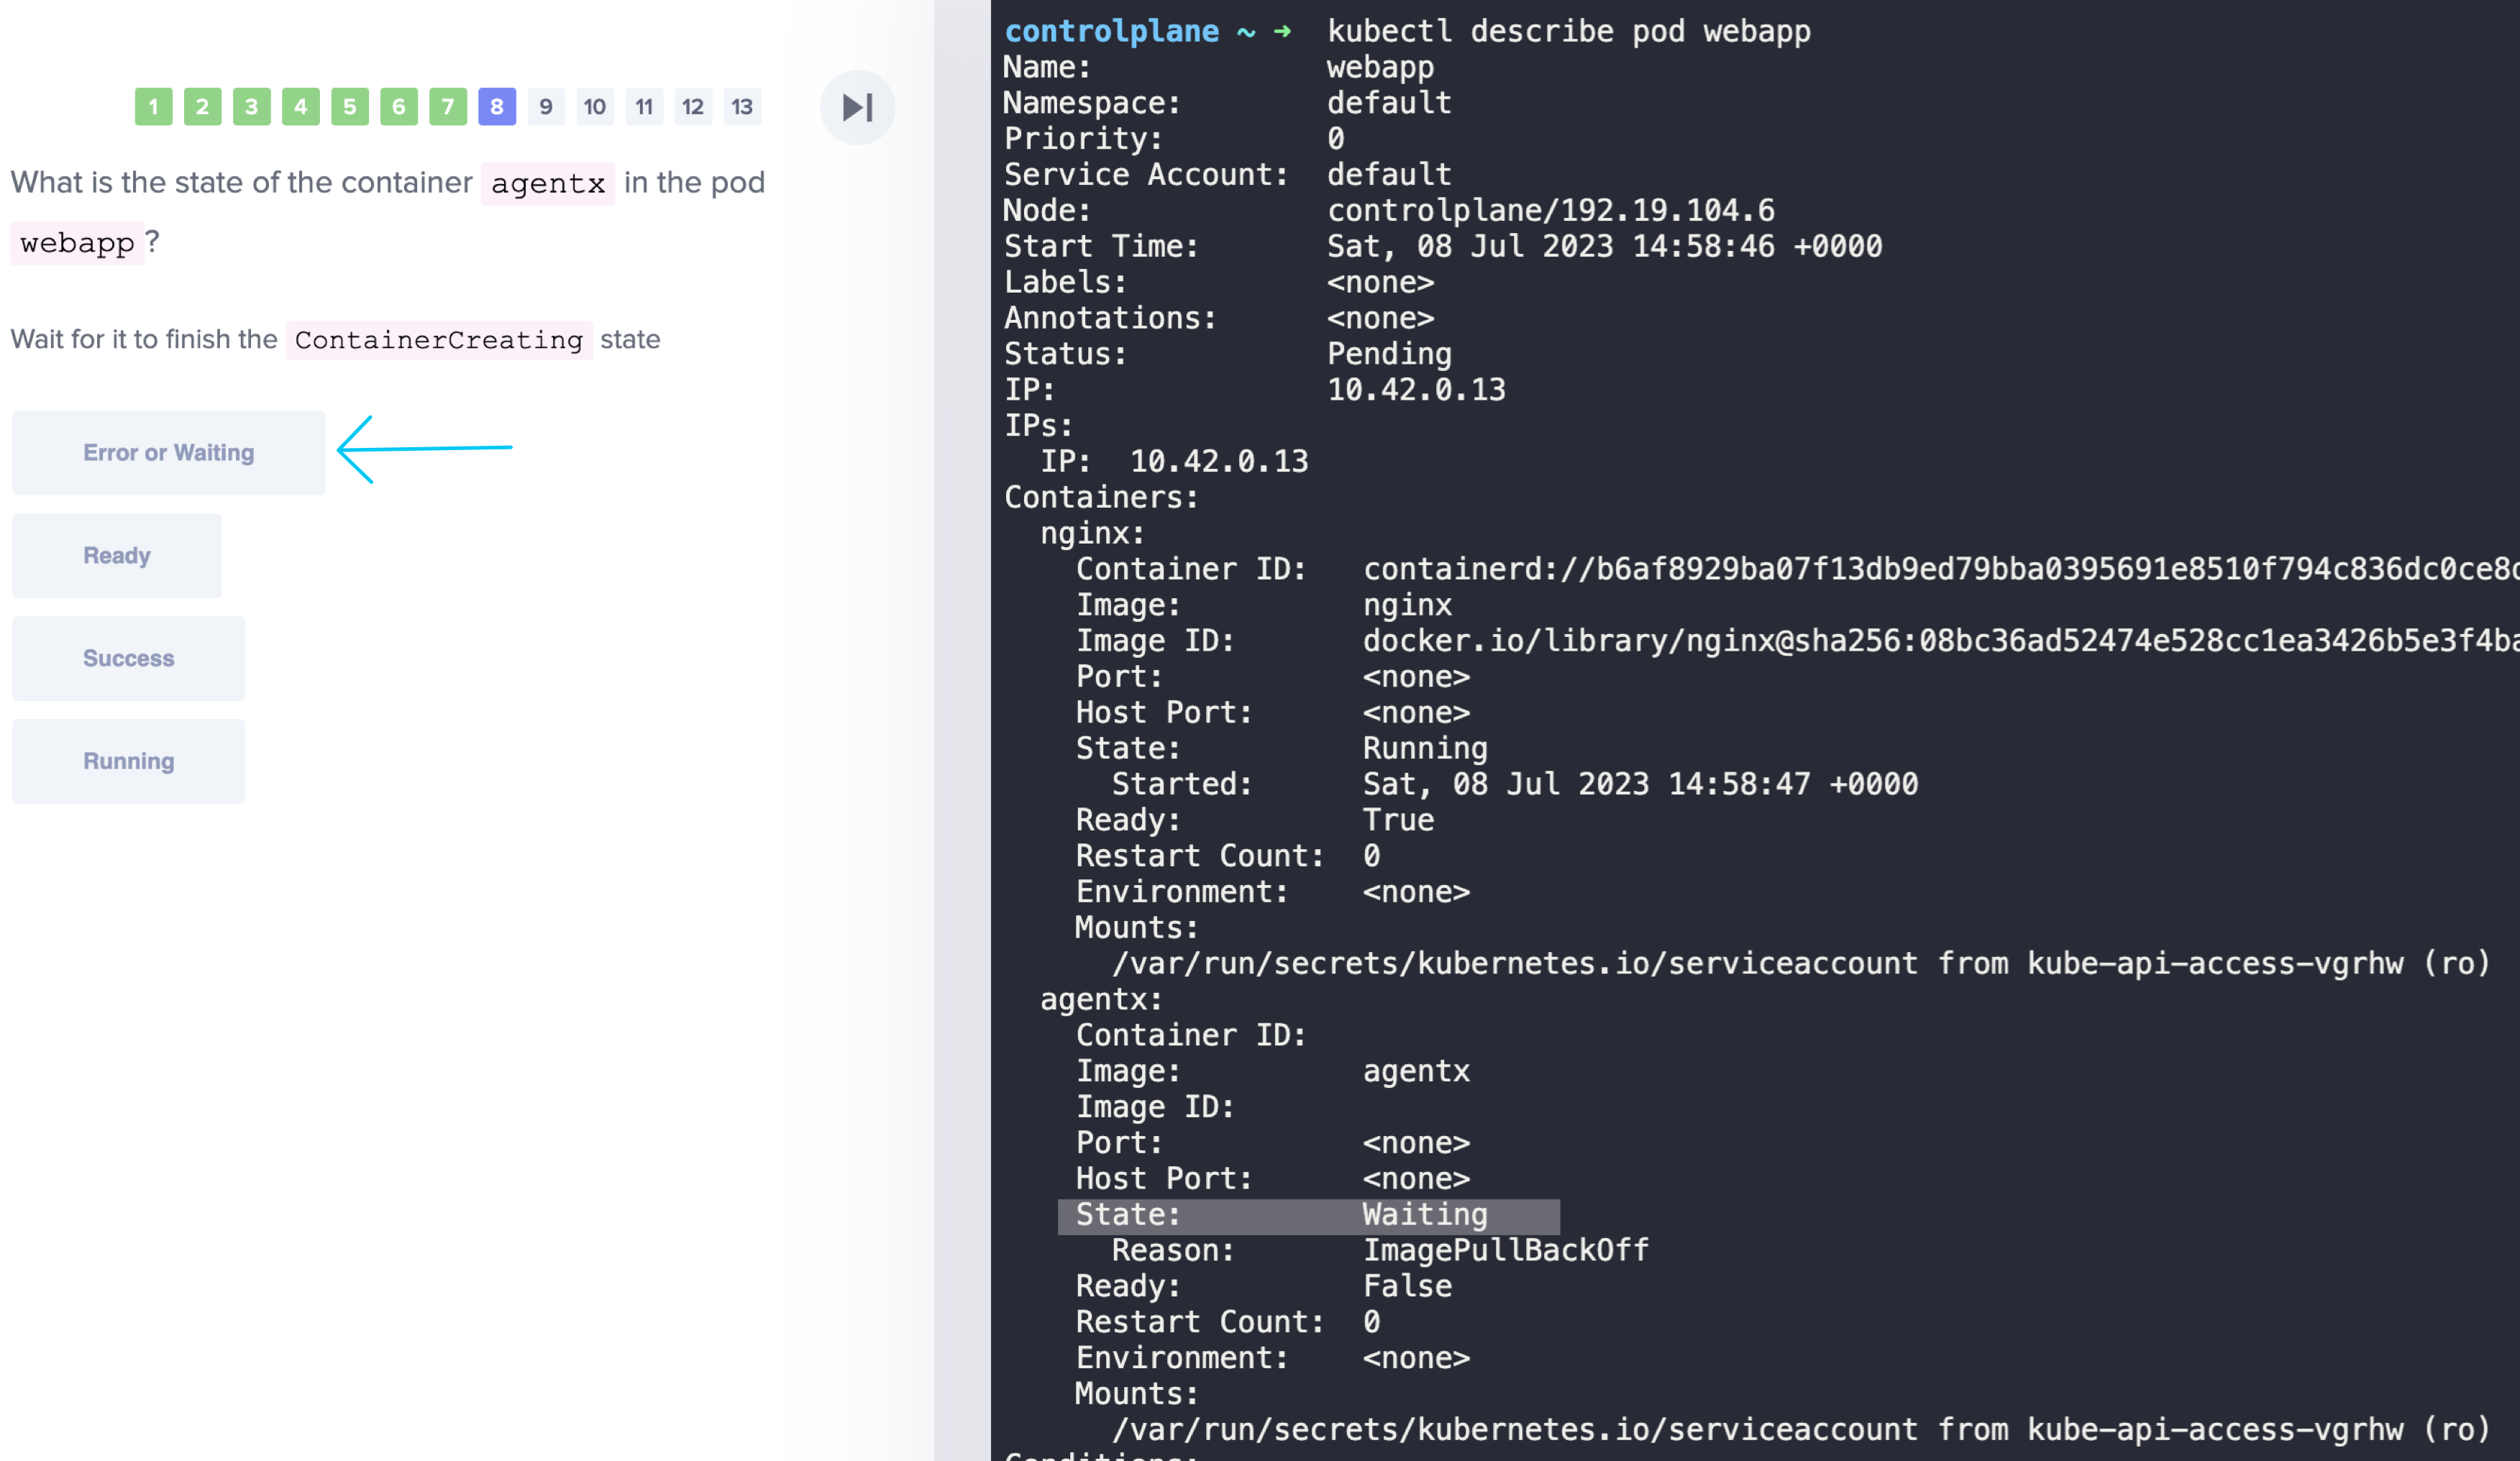 1 2 3 4 5 6 7 8 9 10 11 12 13
What is the state of the container agentx in the pod
webapp?
Wait for it to finish the ContainerCreating state
Error or Waiting
Ready
Success
Running
controlplane ~ ➜ kubectl describe pod webapp
Name: webapp
Namespace: default
Priority: 0
Service Account: default
Node: controlplane/192.19.104.6
Start Time: Sat, 08 Jul 2023 14:58:46 +0000
Labels: <none>
Annotations: <none>
Status: Pending
IP: 10.42.0.13
IPs:
IP: 10.42.0.13
Containers:
nginx:
Container ID: containerd://b6af8929ba07f13db9ed79bba0395691e8510f794c836dc0ce8
Image: nginx
Image ID: docker.io/library/nginx@sha256:08bc36ad52474e528cc1ea3426b5e3f4ba
Port: <none>
Host Port: <none>
State: Running
Started: Sat, 08 Jul 2023 14:58:47 +0000
Ready: True
Restart Count: 0
Environment: <none>
Mounts:
/var/run/secrets/kubernetes.io/serviceaccount from kube-api-access-vgrhw (ro)
agentx:
Container ID:
Image: agentx
Image ID:
Port: <none>
Host Port: <none>
State: Waiting
Reason: ImagePullBackOff
Ready: False
Restart Count: 0
Environment: <none>
Mounts:
/var/run/secrets/kubernetes.io/serviceaccount from kube-api-access-vgrhw (ro)
Conditions: